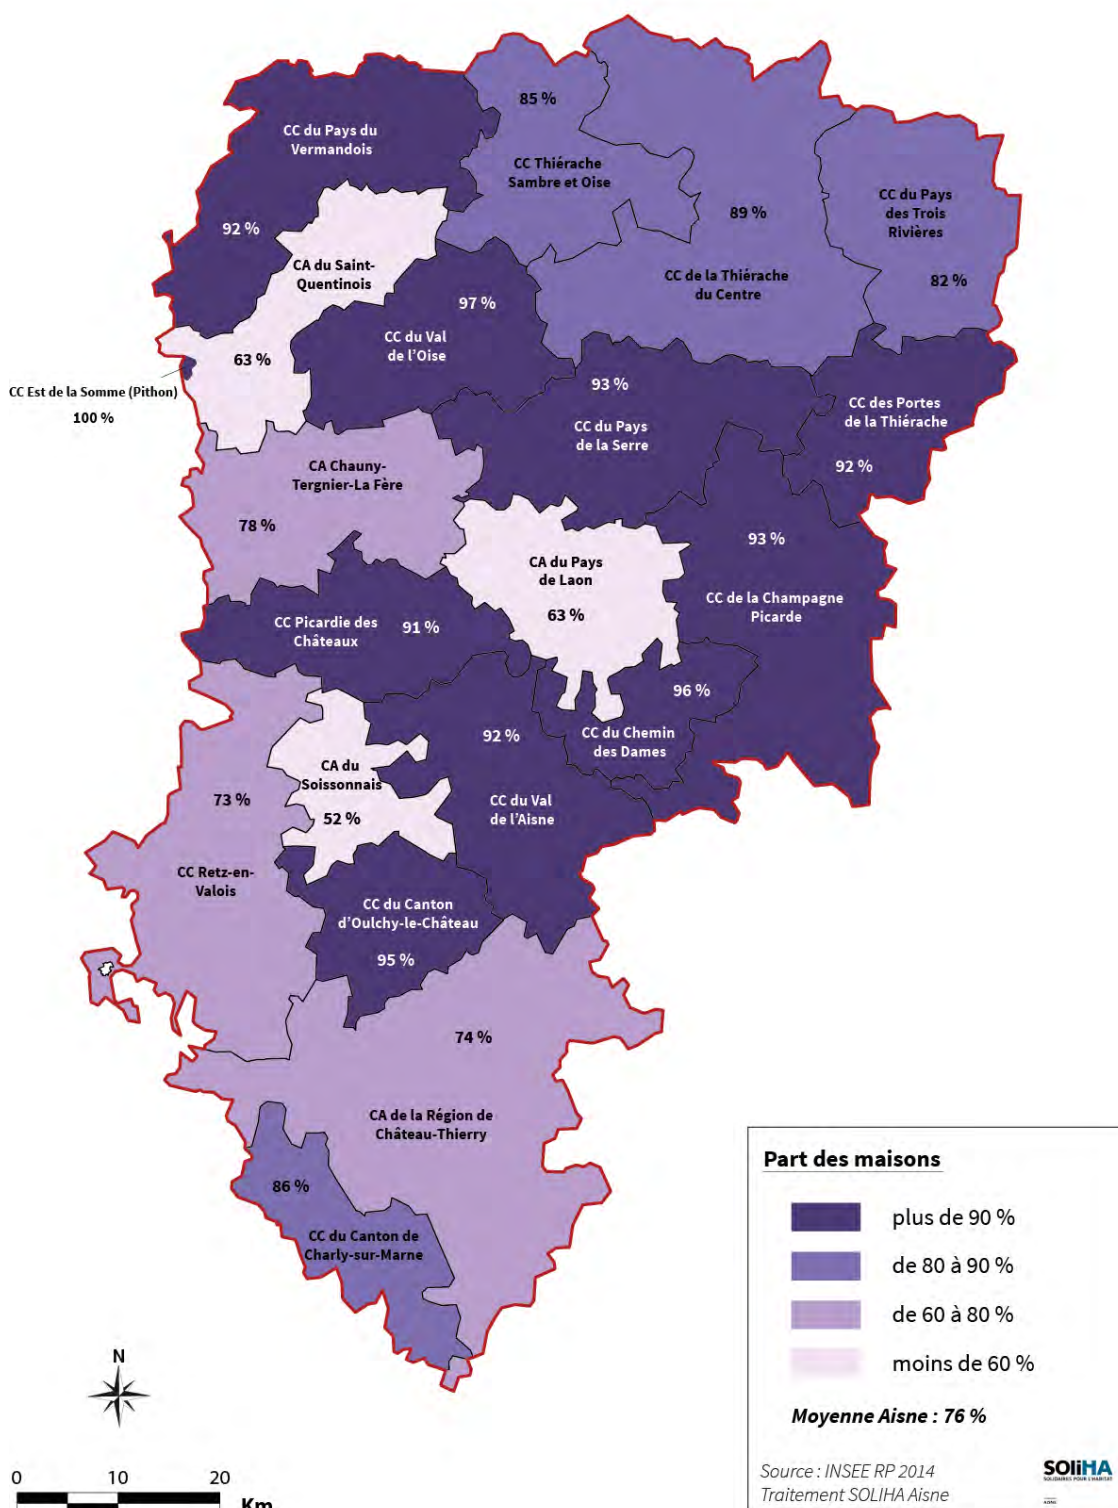 85 %
CC du Pays du
Vermandois
CC Thiérache
Sambre et Oise
CC du Pays
des Trois
Rivières
92 %
89 %
CA du Saint-
Quentinois
CC de la Thiérache
du Centre
82 %
97 %
CC du Val
de l'Oise
63 %
CC Est de la Somme (Pithon)
100 %
93 %
CC des Portes
de la Thiérache
CC du Pays
de la Serre
92 %
CA Chauny-
Tergnier-La Fère
78 %
93 %
CA du Pays
de Laon
63 %
CC de la Champagne
Picarde
CC Picardie des
Châteaux
91 %
96 %
92 %
CC du Chemin
des Dames
CA du
Soissonnais
52 %
73 %
CC du Val
de l'Aisne
CC Retz-en-
Valois
CC du Canton
d'Oulchy-le-Château
95 %
74 %
CA de la Région de
Château-Thierry
86 %
CC du Canton de
Charly-sur-Marne
Part des maisons
plus de 90 %
de 80 à 90 %
de 60 à 80 %
moins de 60 %
Moyenne Aisne : 76 %
Source : INSEE RP 2014
Traitement SOLIHA Aisne
SOLiHA
SOLIDAIRES POUR L'HABITAT
AISNE
N
0 10 20
Km